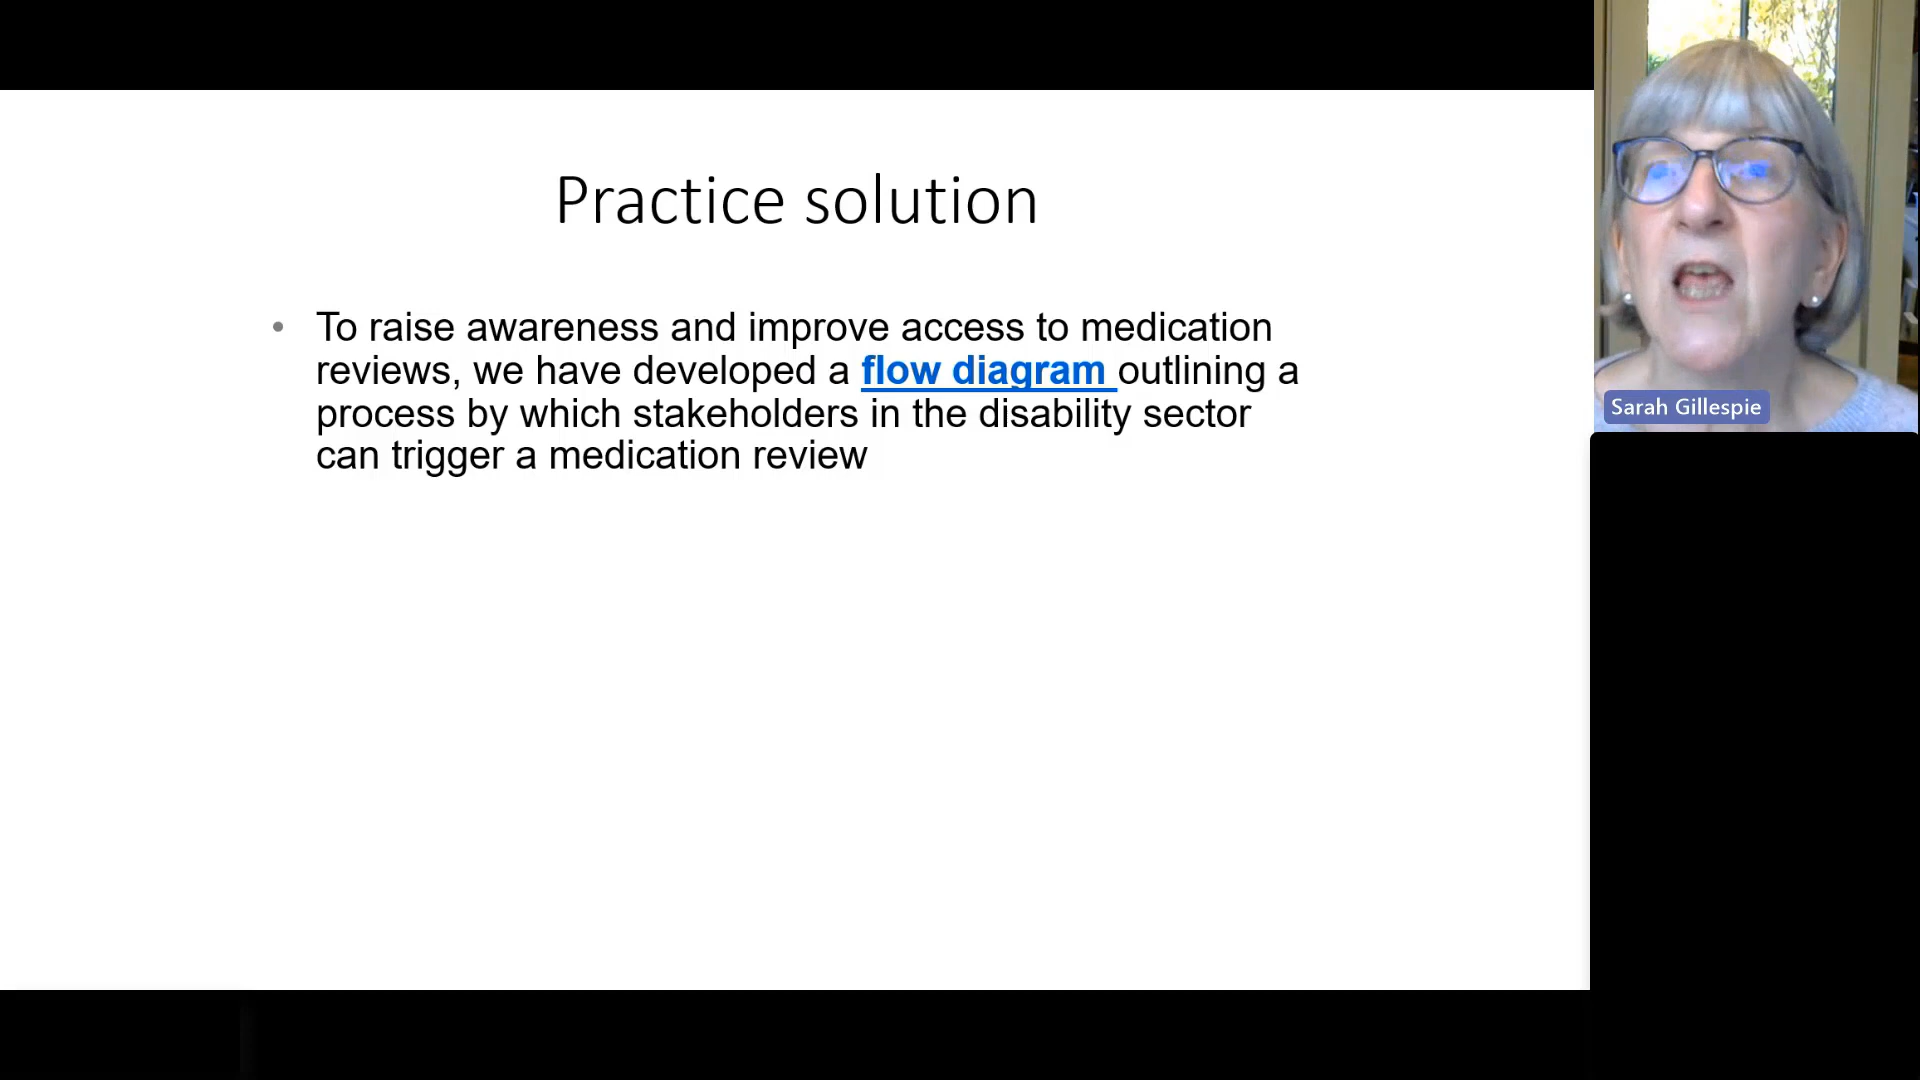 Practice solution
• To raise awareness and improve access to medication
reviews, we have developed a flow diagram outlining a
process by which stakeholders in the disability sector
can trigger a medication review
Sarah Gillespie